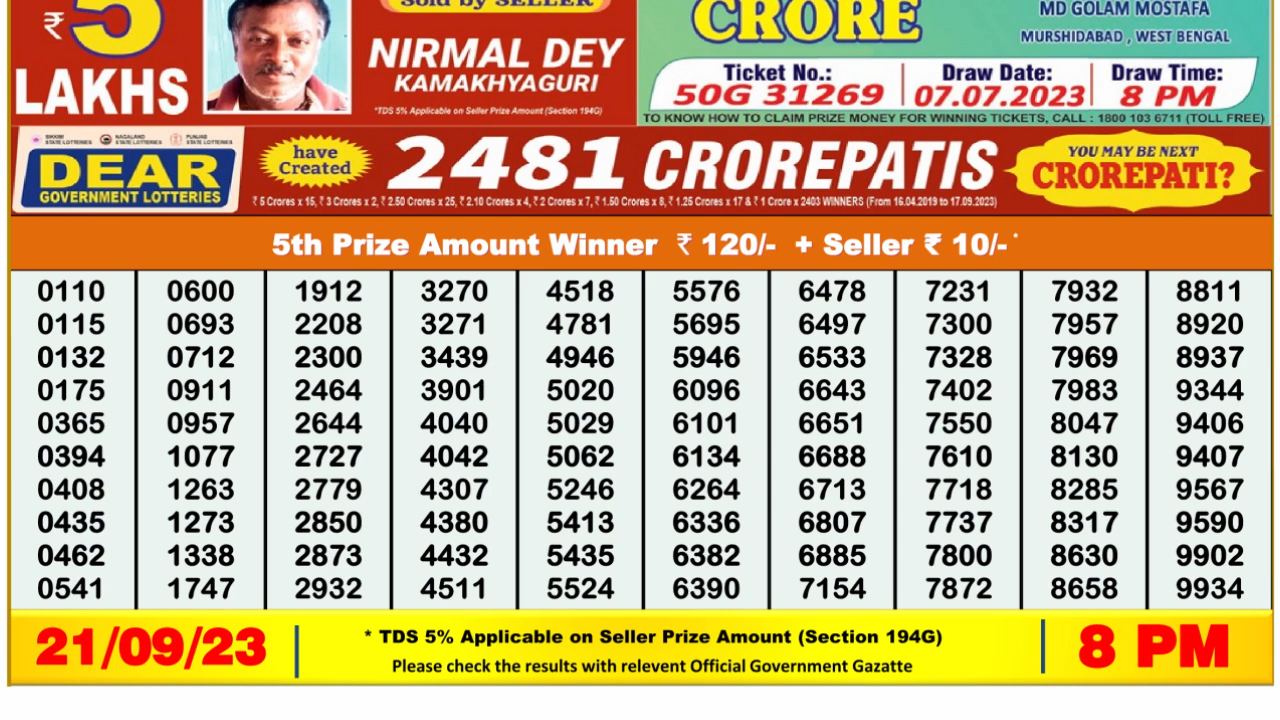 ₹ 5
LAKHS
Sold by SELLER
NIRMAL DEY
KAMAKHYAGURI
*TDS 5% Applicable on Seller Prize Amount (Section 194G)
CRORE
MD GOLAM MOSTAFA
MURSHIDABAD , WEST BENGAL
Ticket No.: Draw Date: Draw Time:
50G 31269 07.07.2023 8 PM
TO KNOW HOW TO CLAIM PRIZE MONEY FOR WINNING TICKETS, CALL : 1800 103 6711 (TOLL FREE)
SIKKIM STATE LOTTERIES NAGALAND STATE LOTTERIES PUNJAB STATE LOTTERIES
DEAR
GOVERNMENT LOTTERIES
have
Created
2481 CROREPATIS
₹ 5 Crores x 15, ₹ 3 Crores x 2, ₹ 2.50 Crores x 25, ₹ 2.10 Crores x 4, ₹ 2 Crores x 7, ₹ 1.50 Crores x 8, ₹ 1.25 Crores x 17 & ₹ 1 Crore x 2403 WINNERS (From 16.04.2019 to 17.09.2023)
YOU MAY BE NEXT
CROREPATI?
5th Prize Amount Winner ₹ 120/- + Seller ₹ 10/- *
0110 0600 1912 3270 4518 5576 6478 7231 7932 8811
0115 0693 2208 3271 4781 5695 6497 7300 7957 8920
0132 0712 2300 3439 4946 5946 6533 7328 7969 8937
0175 0911 2464 3901 5020 6096 6643 7402 7983 9344
0365 0957 2644 4040 5029 6101 6651 7550 8047 9406
0394 1077 2727 4042 5062 6134 6688 7610 8130 9407
0408 1263 2779 4307 5246 6264 6713 7718 8285 9567
0435 1273 2850 4380 5413 6336 6807 7737 8317 9590
0462 1338 2873 4432 5435 6382 6885 7800 8630 9902
0541 1747 2932 4511 5524 6390 7154 7872 8658 9934
21/09/23
* TDS 5% Applicable on Seller Prize Amount (Section 194G)
Please check the results with relevent Official Government Gazatte
8 PM